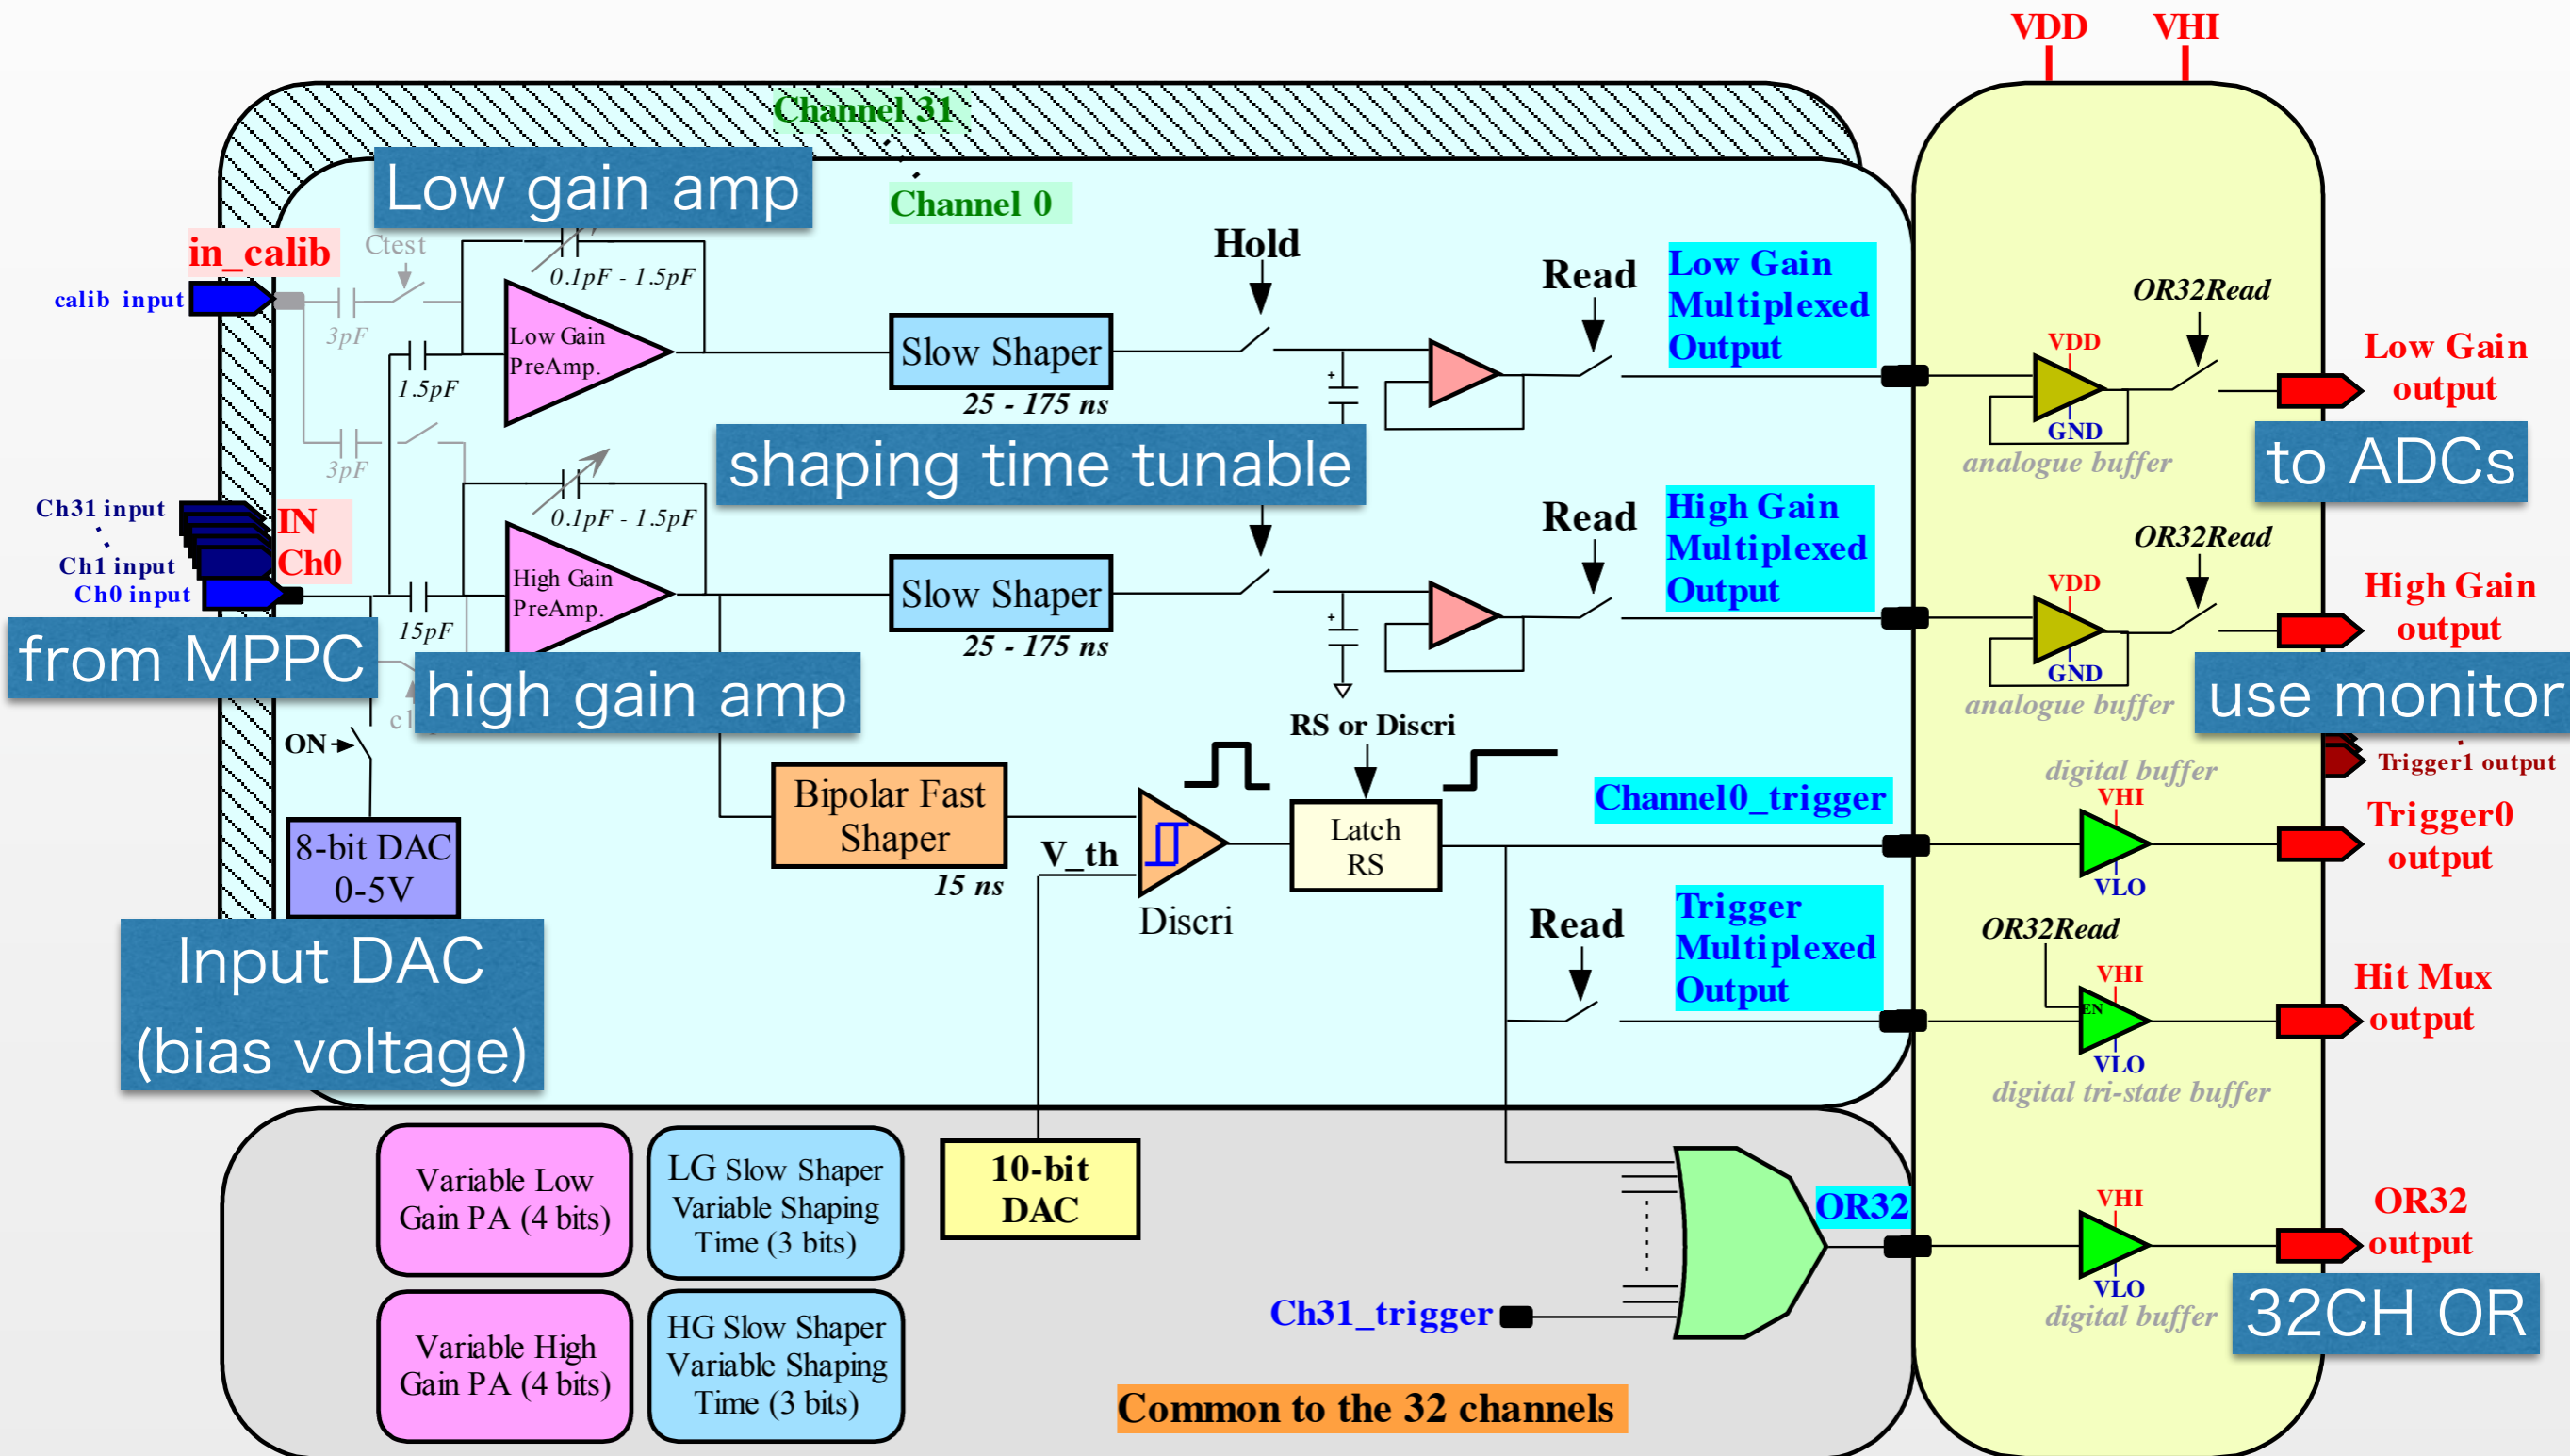 VDD
VHI
Channel 31
Low gain amp
Channel 0
in_calib
Ctest
calib input
0.1pF - 1.5pF
3pF
Low Gain
PreAmp.
1.5pF
Hold
Read
Slow Shaper
25 - 175 ns
Low Gain
Multiplexed
Output
OR32Read
VDD
GND
analogue buffer
Low Gain
output
to ADCs
shaping time tunable
3pF
Ch31 input
Ch1 input
Ch0 input
IN
Ch0
from MPPC
0.1pF - 1.5pF
High Gain
PreAmp.
15pF
high gain amp
Slow Shaper
25 - 175 ns
Read
High Gain
Multiplexed
Output
OR32Read
VDD
GND
analogue buffer
High Gain
output
use monitor
Trigger1 output
ON
8-bit DAC
0-5V
Input DAC
(bias voltage)
Bipolar Fast
Shaper
15 ns
V_th
Discri
RS or Discri
Latch
RS
Channel0_trigger
digital buffer
VHI
VLO
Trigger0
output
Read
Trigger
Multiplexed
Output
OR32Read
VHI
EN
VLO
digital tri-state buffer
Hit Mux
output
Variable Low
Gain PA (4 bits)
LG Slow Shaper
Variable Shaping
Time (3 bits)
10-bit
DAC
Variable High
Gain PA (4 bits)
HG Slow Shaper
Variable Shaping
Time (3 bits)
Ch31_trigger
OR32
VHI
VLO
digital buffer
OR32
output
32CH OR
Common to the 32 channels